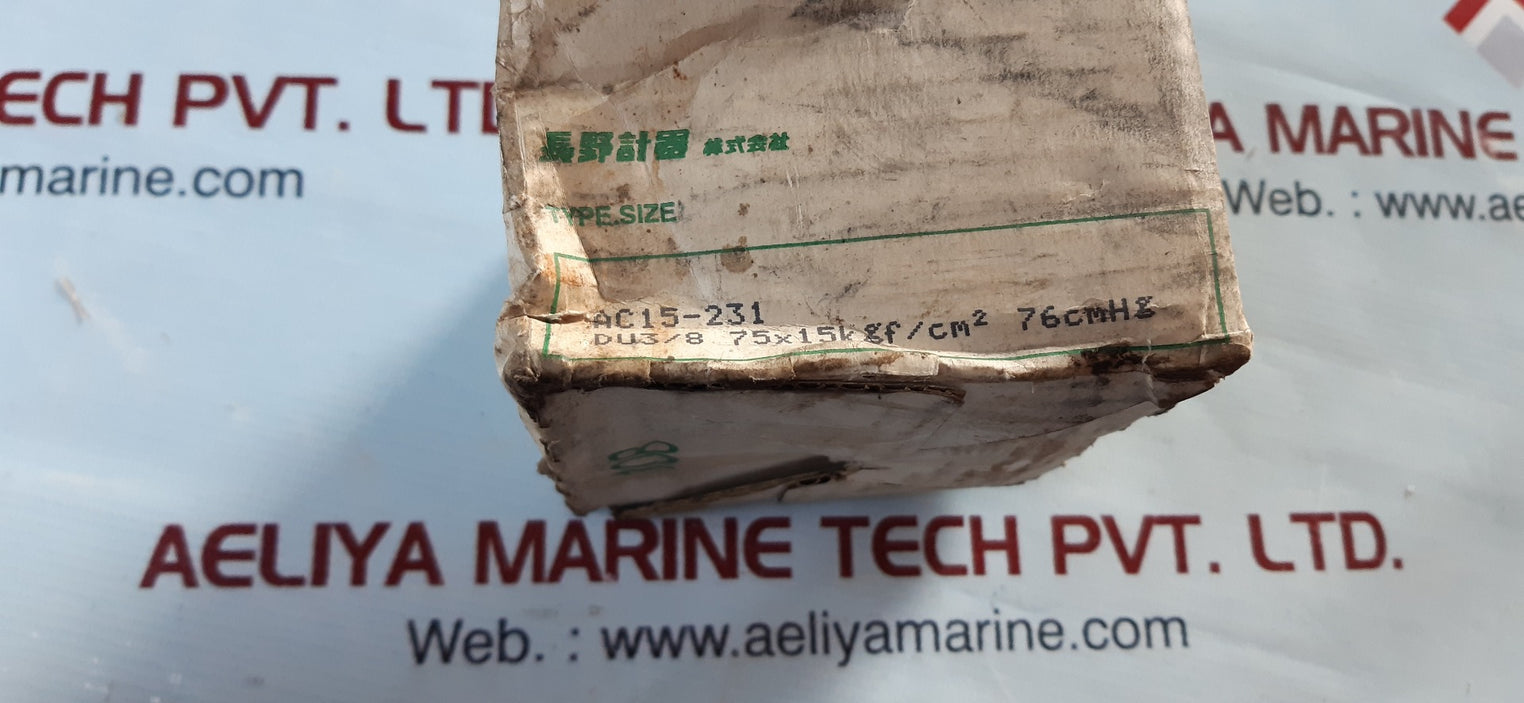 ECH PVT. LTD
marine.com
A MARINE
Web. : www.ae
長野計器 株式会社
TYPE.SIZE
AC15-231
DU3/8 75x15kgf/cm² 76cmHg
108
AELIYA MARINE TECH PVT. LTD.
Web. : www.aeliyamarine.com